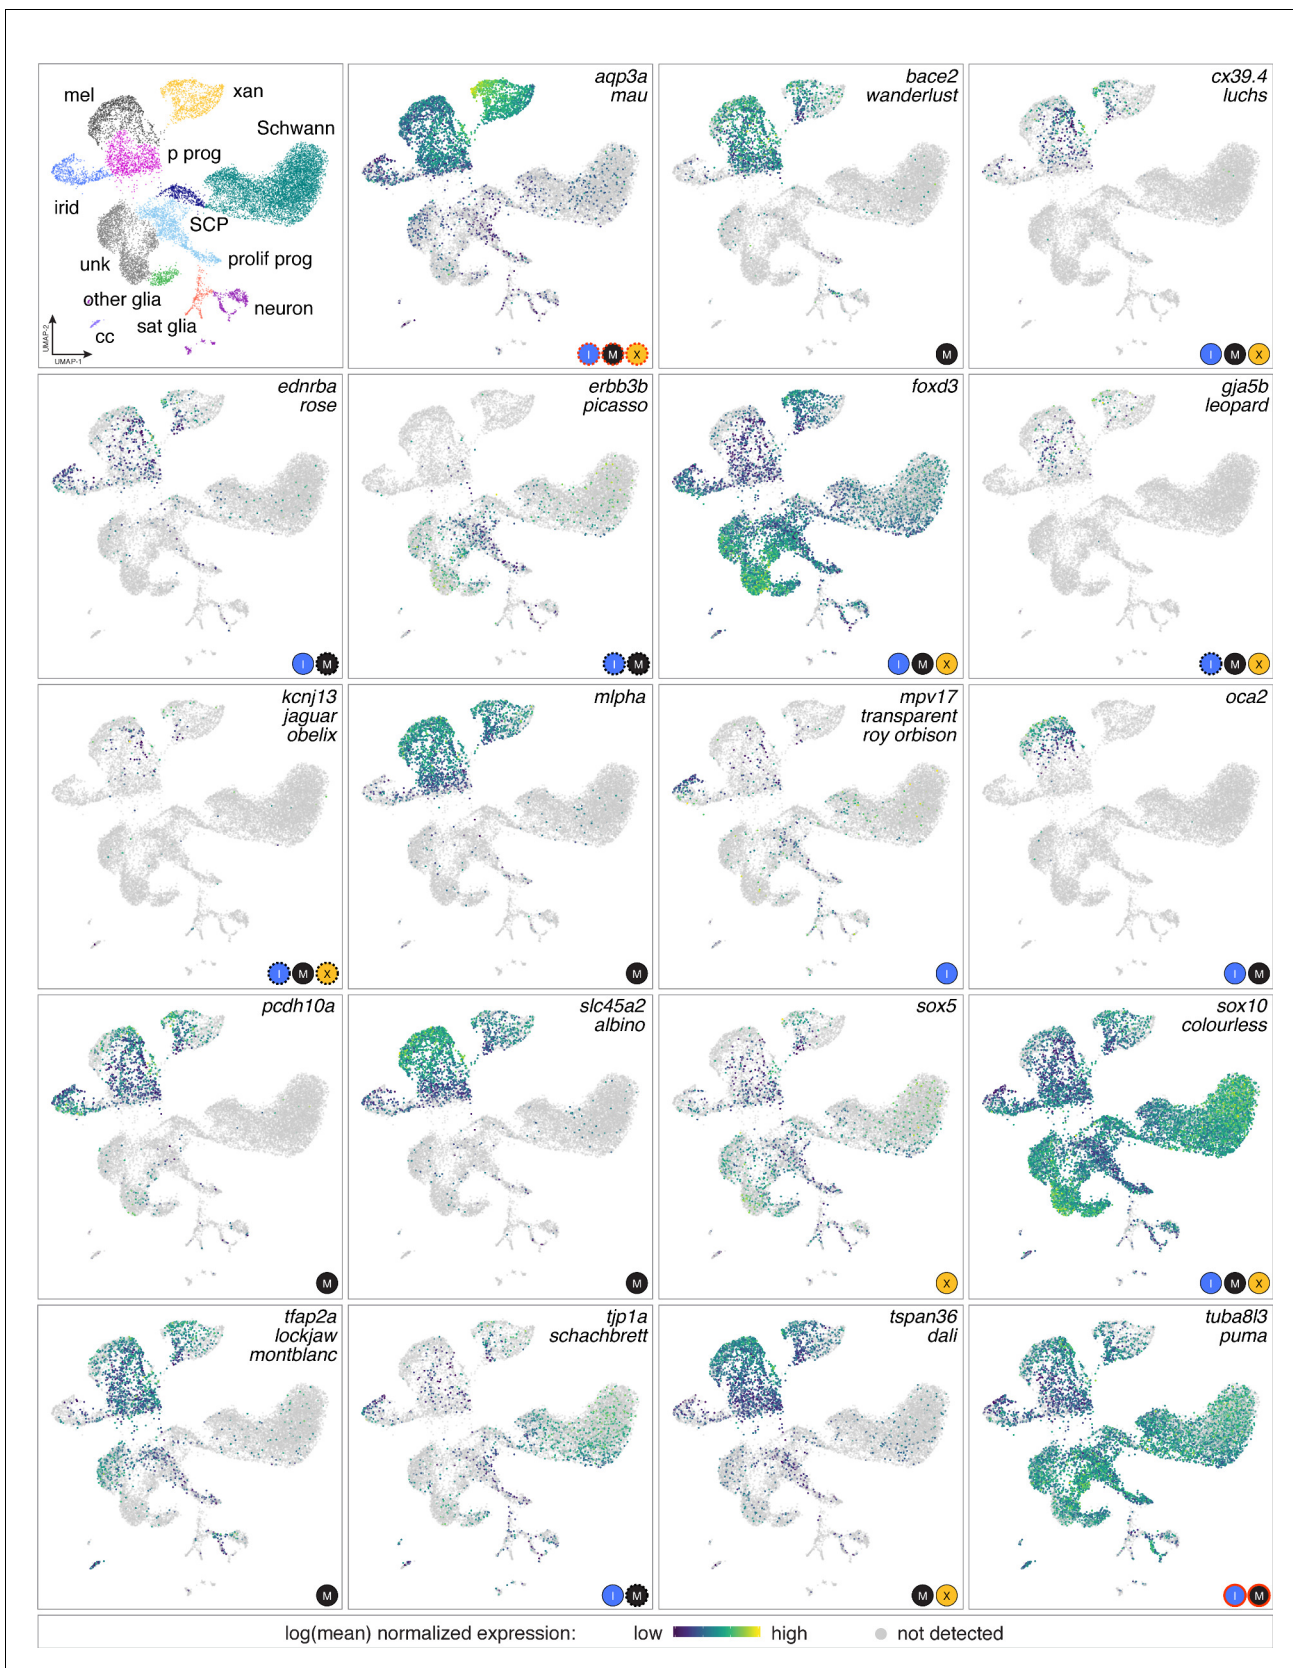 mel
xan
Schwann
p prog
irid
SCP
unk
prolif prog
other glia
neuron
sat glia
cc
UMAP-2
UMAP-1
aqp3a
mau
I M X
bace2
wanderlust
M
cx39.4
luchs
I M X
ednrba
rose
I M
erbb3b
picasso
I M
foxd3
I M X
gja5b
leopard
I M X
kcnj13
jaguar
obelix
I M X
mlpha
M
mpv17
transparent
roy orbison
I
oca2
I M
pcdh10a
M
slc45a2
albino
M
sox5
X
sox10
colourless
I M X
tfap2a
lockjaw
montblanc
M
tjp1a
schachbrett
I M
tspan36
dali
M X
tuba8l3
puma
I M
log(mean) normalized expression: low high not detected